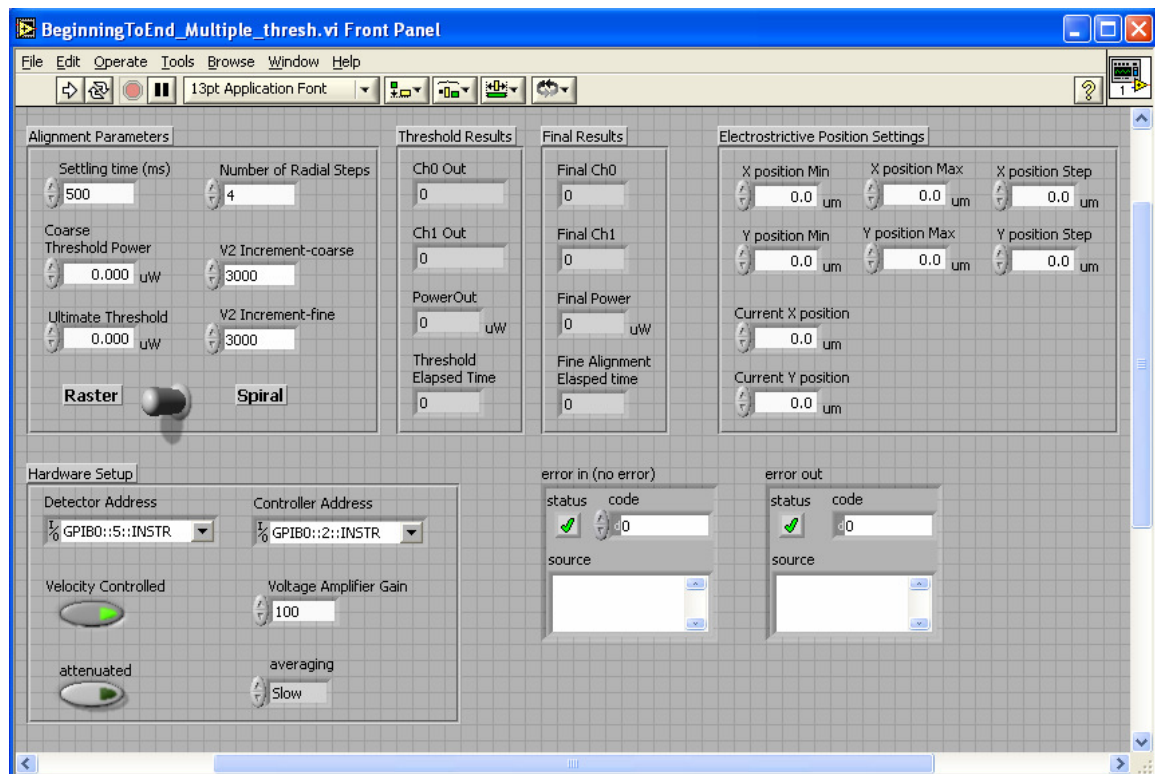 BeginningToEnd_Multiple_thresh.vi Front Panel
File Edit Operate Tools Browse Window Help
13pt Application Font
1
Alignment Parameters
Settling time (ms)
500
Number of Radial Steps
4
Coarse
Threshold Power
0.000 uW
V2 Increment-coarse
3000
Ultimate Threshold
0.000 uW
V2 Increment-fine
3000
Raster
Spiral
Threshold Results
Ch0 Out
0
Ch1 Out
0
PowerOut
0 uW
Threshold
Elapsed Time
0
Final Results
Final Ch0
0
Final Ch1
0
Final Power
0 uW
Fine Alignment
Elasped time
0
Electrostrictive Position Settings
X position Min
0.0 um
X position Max
0.0 um
X position Step
0.0 um
Y position Min
0.0 um
Y position Max
0.0 um
Y position Step
0.0 um
Current X position
0.0 um
Current Y position
0.0 um
Hardware Setup
Detector Address
I/O GPIB0::5::INSTR
Controller Address
I/O GPIB0::2::INSTR
Velocity Controlled
Voltage Amplifier Gain
100
attenuated
averaging
Slow
error in (no error)
status code
d0
source
error out
status code
d0
source